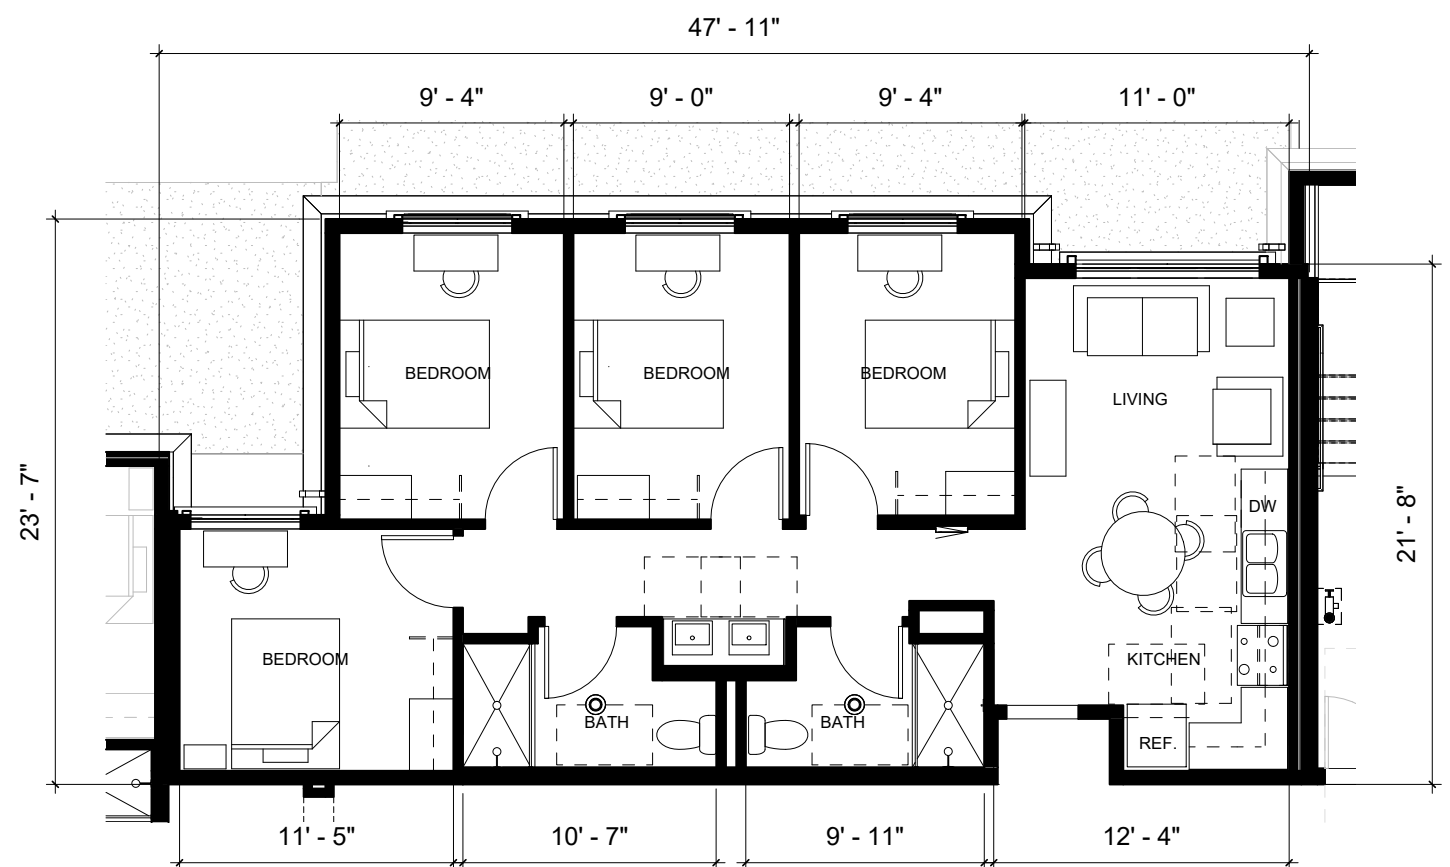 47' - 11"
9' - 4"
9' - 0"
9' - 4"
11' - 0"
BEDROOM
BEDROOM
BEDROOM
LIVING
23' - 7"
DW
21' - 8"
BEDROOM
KITCHEN
BATH
BATH
REF.
11' - 5"
10' - 7"
9' - 11"
12' - 4"